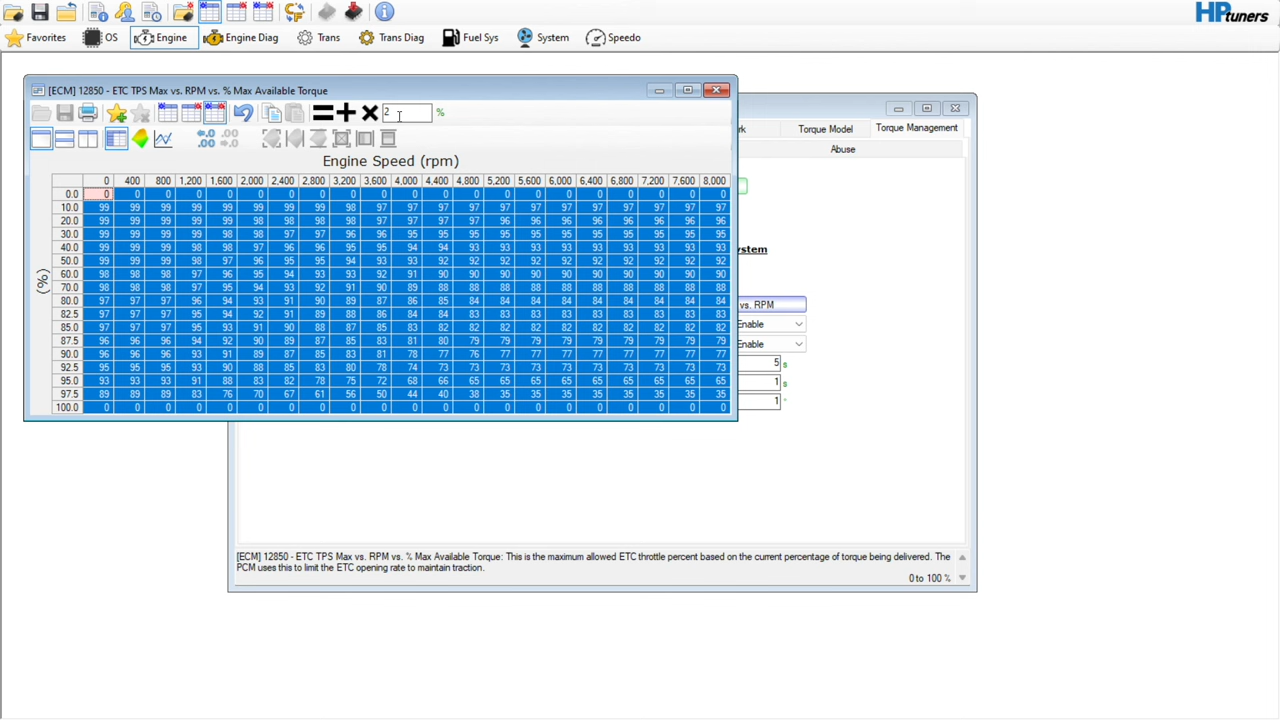 HPtuners
Favorites OS Engine Engine Diag Trans Trans Diag Fuel Sys System Speedo
[ECM] 12850 - ETC TPS Max vs. RPM vs. % Max Available Torque
2 %
rk Torque Model Torque Management
Abuse
Engine Speed (rpm)
0 400 800 1,200 1,600 2,000 2,400 2,800 3,200 3,600 4,000 4,400 4,800 5,200 5,600 6,000 6,400 6,800 7,200 7,600 8,000
0.0 0 0 0 0 0 0 0 0 0 0 0 0 0 0 0 0 0 0 0 0 0
10.0 99 99 99 99 99 99 99 99 98 97 97 97 97 97 97 97 97 97 97 97 97
20.0 99 99 99 99 98 98 98 98 98 97 97 97 97 96 96 96 96 96 96 96 96
30.0 99 99 99 99 98 98 97 97 96 96 95 95 95 95 95 95 95 95 95 95 95
40.0 99 99 99 98 98 97 96 96 95 95 94 94 93 93 93 93 93 93 93 93 93
50.0 99 99 99 98 97 96 95 95 94 93 93 92 92 92 92 92 92 92 92 92 92
60.0 98 98 98 97 96 95 94 93 93 92 91 90 90 90 90 90 90 90 90 90 90
70.0 98 98 98 97 95 94 93 92 91 90 89 88 88 88 88 88 88 88 88 88 88
80.0 97 97 97 96 94 93 91 90 89 87 86 85 84 84 84 84 84 84 84 84 84
82.5 97 97 97 95 94 92 91 89 88 86 84 84 83 83 83 83 83 83 83 83 83
85.0 97 97 97 95 93 91 90 88 87 85 83 82 82 82 82 82 82 82 82 82 82
87.5 96 96 96 94 92 90 89 87 85 83 81 80 79 79 79 79 79 79 79 79 79
90.0 96 96 96 93 91 89 87 85 83 81 78 77 76 77 77 77 77 77 77 77 77
92.5 95 95 95 93 90 88 85 83 80 78 74 73 73 73 73 73 73 73 73 73 73
95.0 93 93 93 91 88 83 82 78 75 72 68 66 65 65 65 65 65 65 65 65 65
97.5 89 89 89 83 76 70 67 61 56 50 44 40 38 35 35 35 35 35 35 35 35
100.0 0 0 0 0 0 0 0 0 0 0 0 0 0 0 0 0 0 0 0 0 0
(%)
stem
vs. RPM
Enable
Enable
5 s
1 s
1 °
[ECM] 12850 - ETC TPS Max vs. RPM vs. % Max Available Torque: This is the maximum allowed ETC throttle percent based on the current percentage of torque being delivered. The
PCM uses this to limit the ETC opening rate to maintain traction.
0 to 100 %